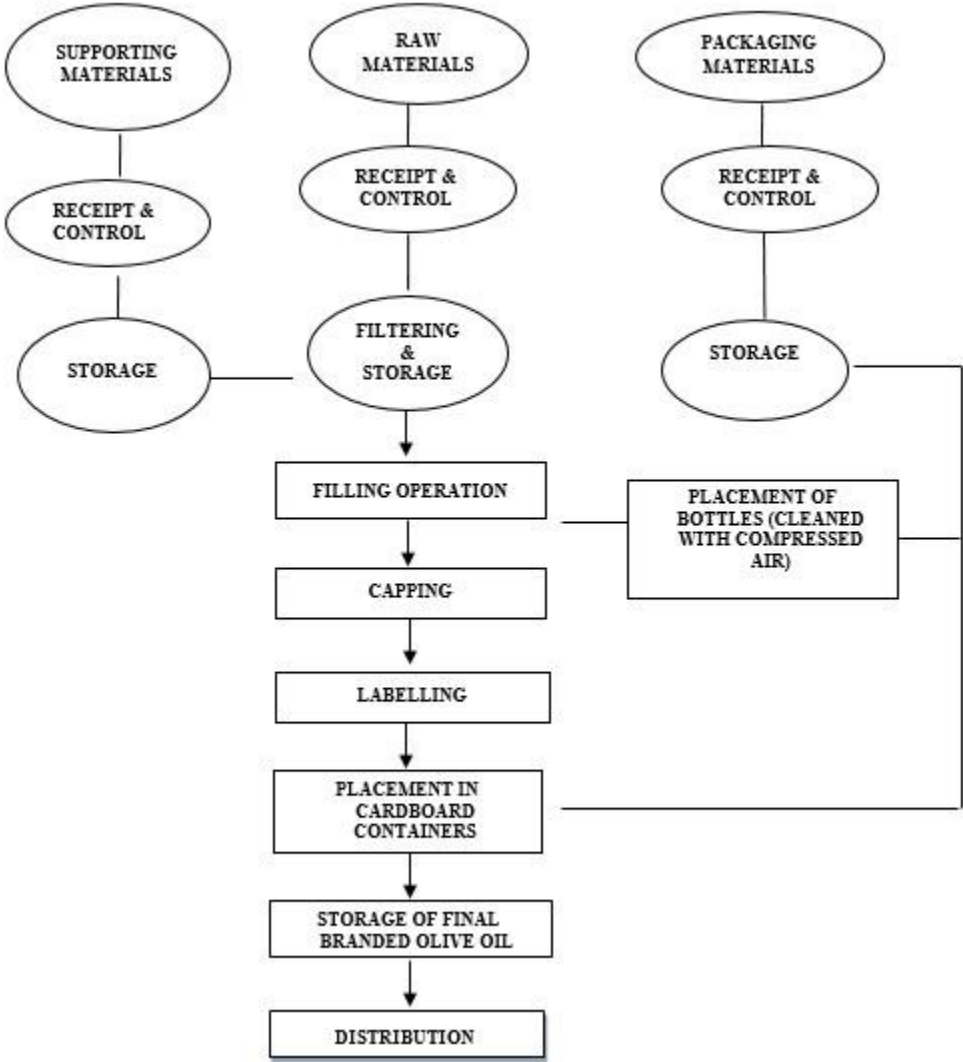 SUPPORTING
MATERIALS
RAW
MATERIALS
PACKAGING
MATERIALS
RECEIPT &
CONTROL
RECEIPT &
CONTROL
RECEIPT &
CONTROL
STORAGE
FILTERING
&
STORAGE
STORAGE
FILLING OPERATION
PLACEMENT OF
BOTTLES (CLEANED
WITH COMPRESSED
AIR)
CAPPING
LABELLING
PLACEMENT IN
CARDBOARD
CONTAINERS
STORAGE OF FINAL
BRANDED OLIVE OIL
DISTRIBUTION